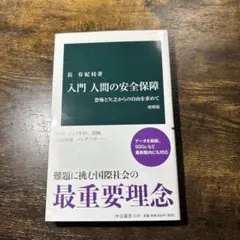 長 有紀枝著
入門 人間の安全保障
恐怖と欠乏からの自由を求めて
増補版
データを刷新、
SDGsなど
最新動向にも対応
難題に挑む国際社会の
最重要理念
中公新書